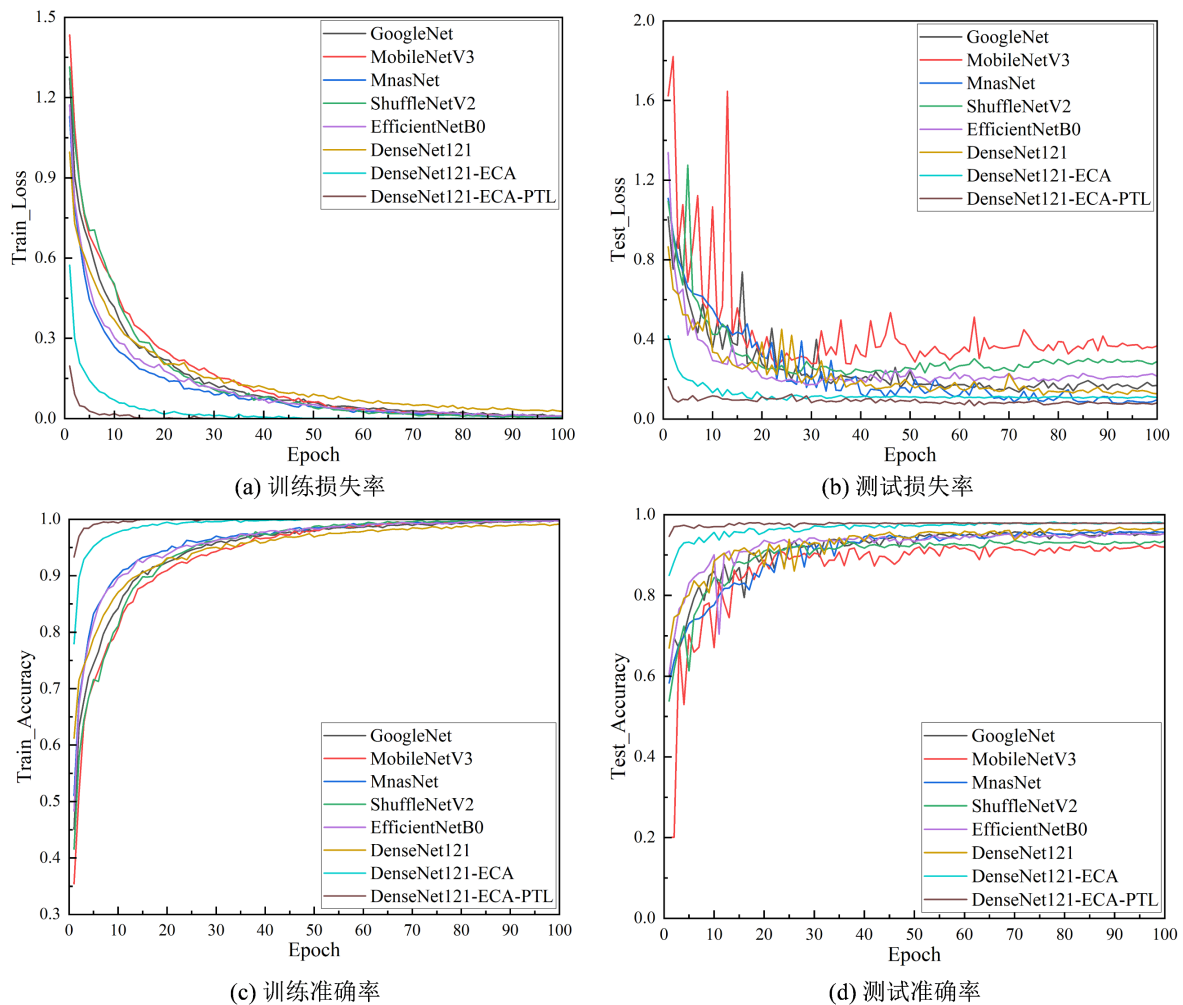 1.5
1.2
0.9
0.6
0.3
0.0
Train_Loss
GoogleNet
MobileNetV3
MnasNet
ShuffleNetV2
EfficientNetB0
DenseNet121
DenseNet121-ECA
DenseNet121-ECA-PTL
0 10 20 30 40 50 60 70 80 90 100
Epoch
(a) 训练损失率
2.0
1.6
1.2
0.8
0.4
0.0
Test_Loss
GoogleNet
MobileNetV3
MnasNet
ShuffleNetV2
EfficientNetB0
DenseNet121
DenseNet121-ECA
DenseNet121-ECA-PTL
0 10 20 30 40 50 60 70 80 90 100
Epoch
(b) 测试损失率
1.0
0.9
0.8
0.7
0.6
0.5
0.4
0.3
Train_Accuracy
GoogleNet
MobileNetV3
MnasNet
ShuffleNetV2
EfficientNetB0
DenseNet121
DenseNet121-ECA
DenseNet121-ECA-PTL
0 10 20 30 40 50 60 70 80 90 100
Epoch
(c) 训练准确率
1.0
0.8
0.6
0.4
0.2
0.0
Test_Accuracy
GoogleNet
MobileNetV3
MnasNet
ShuffleNetV2
EfficientNetB0
DenseNet121
DenseNet121-ECA
DenseNet121-ECA-PTL
0 10 20 30 40 50 60 70 80 90 100
Epoch
(d) 测试准确率